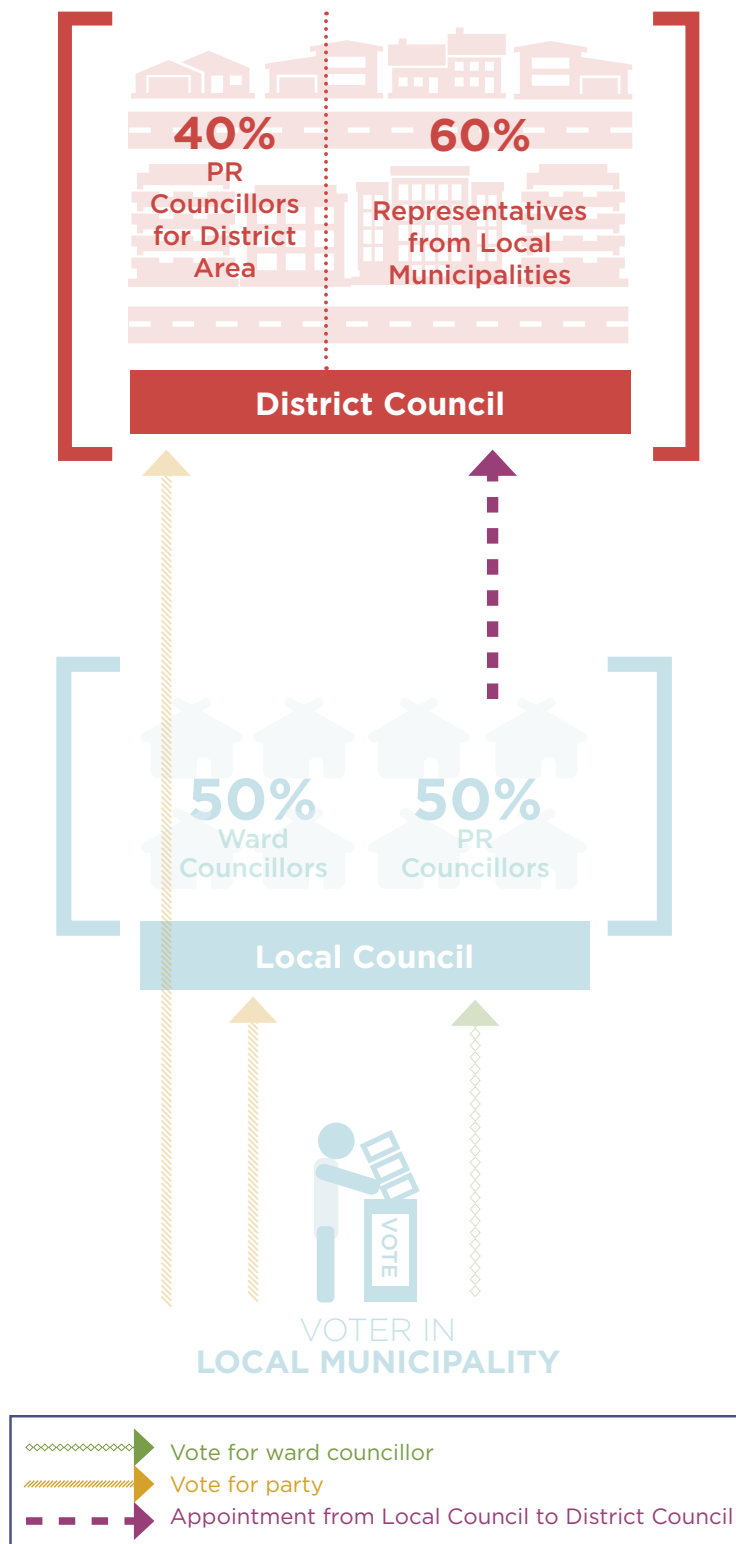 40%
PR
Councillors
for District
Area
60%
Representatives
from Local
Municipalities
District Council
50%
Ward
Councillors
50%
PR
Councillors
Local Council
VOTE
VOTER IN
LOCAL MUNICIPALITY
Vote for ward councillor
Vote for party
Appointment from Local Council to District Council